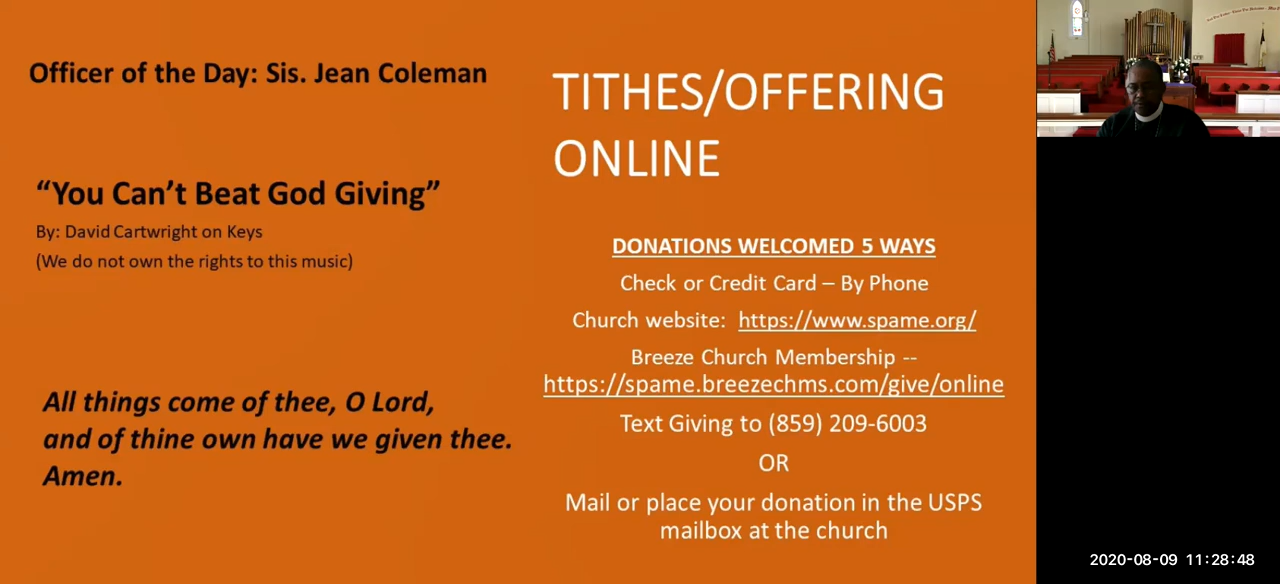 Officer of the Day: Sis. Jean Coleman
“You Can’t Beat God Giving”
By: David Cartwright on Keys
(We do not own the rights to this music)
All things come of thee, O Lord,
and of thine own have we given thee.
Amen.
TITHES/OFFERING
ONLINE
DONATIONS WELCOMED 5 WAYS
Check or Credit Card – By Phone
Church website:  https://www.spame.org/
Breeze Church Membership --
https://spame.breezechms.com/give/online
Text Giving to (859) 209-6003
OR
Mail or place your donation in the USPS
mailbox at the church
2020-08-09 11:28:48